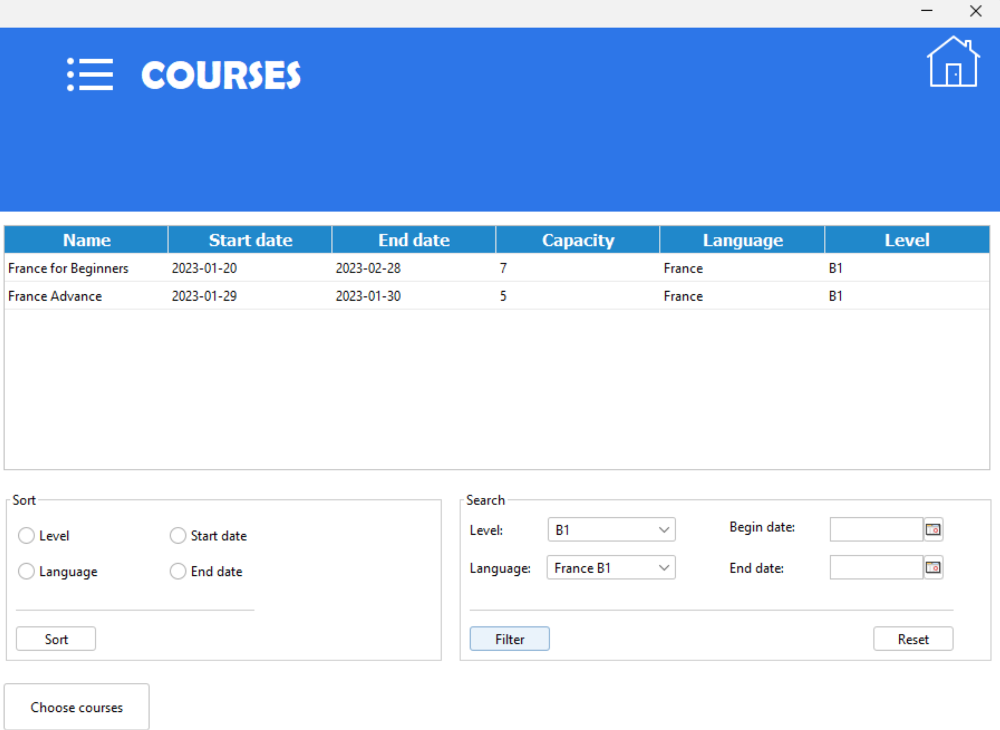 COURSES
Name Start date End date Capacity Language Level
France for Beginners 2023-01-20 2023-02-28 7 France B1
France Advance 2023-01-29 2023-01-30 5 France B1
Sort
Level Start date
Language End date
Sort
Search
Level: B1 Begin date:
Language: France B1 End date:
Filter Reset
Choose courses